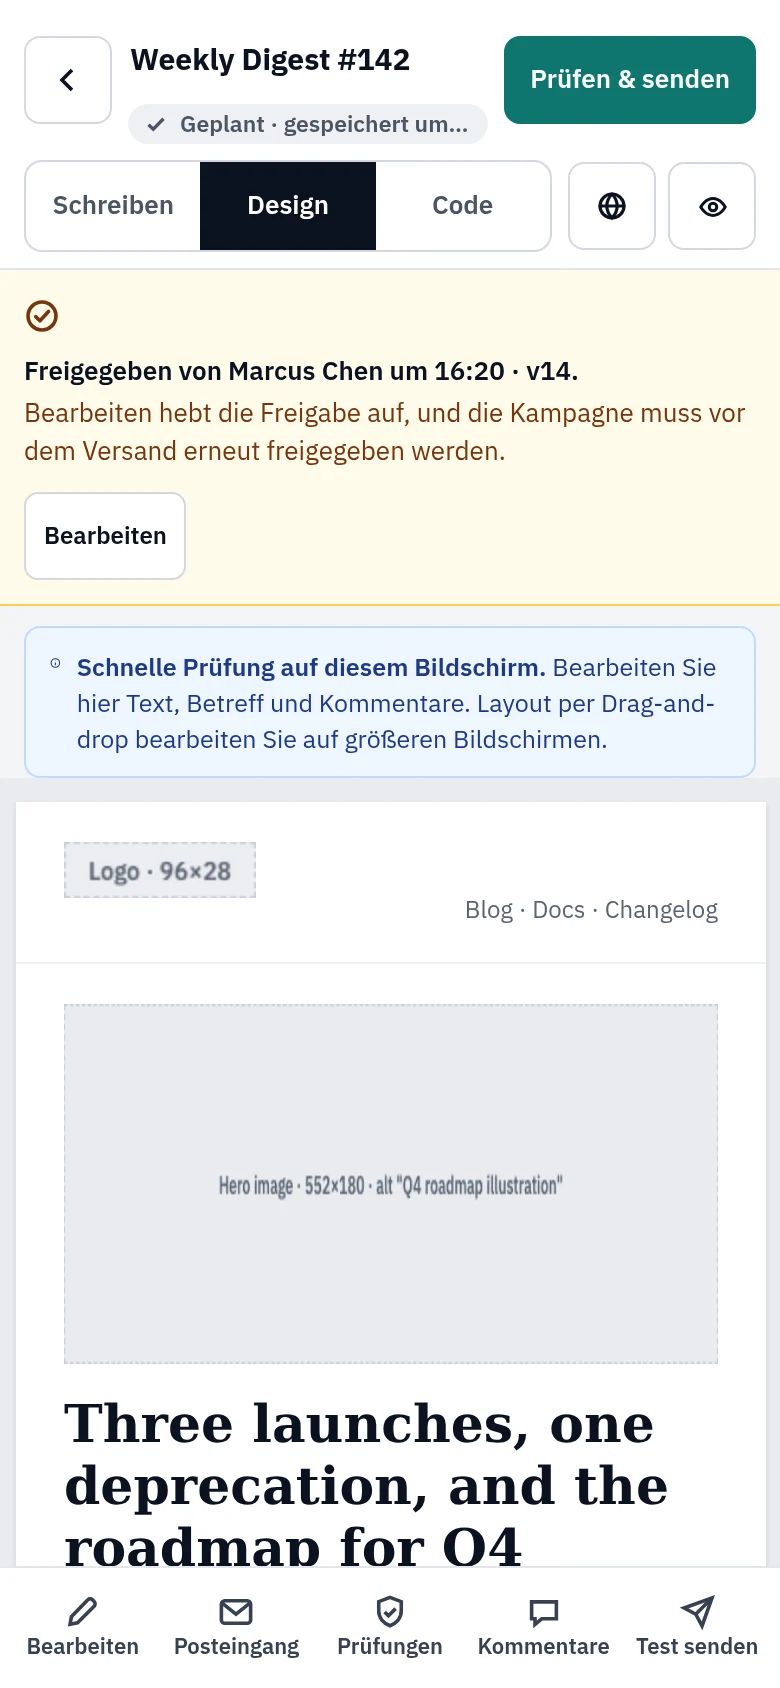 Weekly Digest #142
Geplant · gespeichert um...
Prüfen & senden
Schreiben
Design
Code
Freigegeben von Marcus Chen um 16:20 · v14.
Bearbeiten hebt die Freigabe auf, und die Kampagne muss vor
dem Versand erneut freigegeben werden.
Bearbeiten
Schnelle Prüfung auf diesem Bildschirm. Bearbeiten Sie
hier Text, Betreff und Kommentare. Layout per Drag-and-
drop bearbeiten Sie auf größeren Bildschirmen.
Logo · 96×28
Blog · Docs · Changelog
Hero image · 552×180 · alt "Q4 roadmap illustration"
Three launches, one
deprecation, and the
roadmap for Q4
Bearbeiten
Posteingang
Prüfungen
Kommentare
Test senden